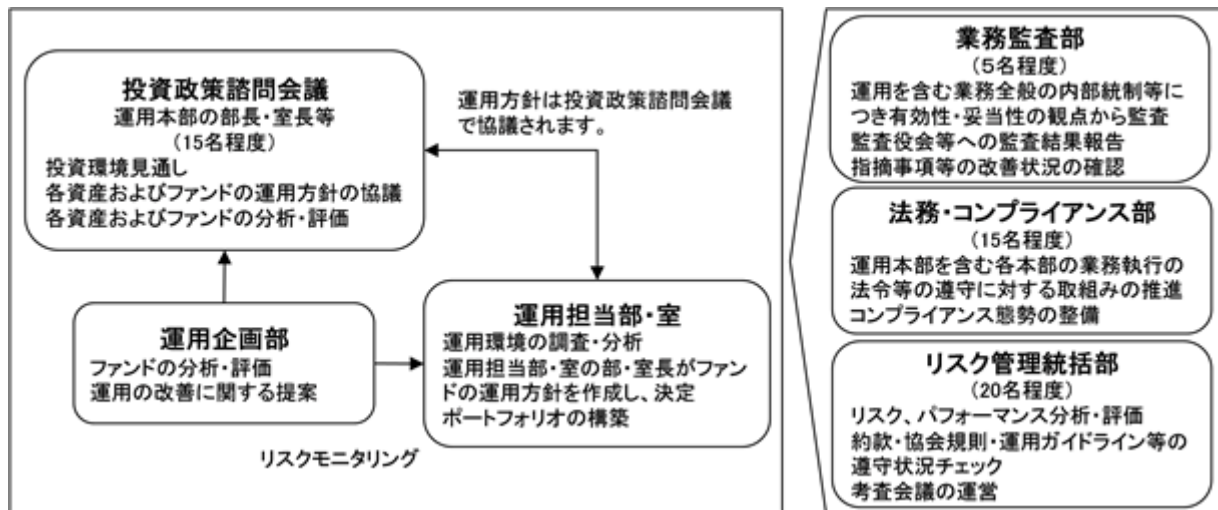 投資政策諮問会議
運用本部の部長・室長等
(15名程度)
投資環境見通し
各資産およびファンドの運用方針の協議
各資産およびファンドの分析・評価
運用方針は投資政策諮問会議
で協議されます。
運用企画部
ファンドの分析・評価
運用の改善に関する提案
運用担当部・室
運用環境の調査・分析
運用担当部・室の部・室長がファン
ドの運用方針を作成し、決定
ポートフォリオの構築
リスクモニタリング
業務監査部
(5名程度)
運用を含む業務全般の内部統制等に
つき有効性・妥当性の観点から監査
監査役会等への監査結果報告
指摘事項等の改善状況の確認
法務・コンプライアンス部
(15名程度)
運用本部を含む各本部の業務執行の
法令等の遵守に対する取組みの推進
コンプライアンス態勢の整備
リスク管理統括部
(20名程度)
リスク、パフォーマンス分析・評価
約款・協会規則・運用ガイドライン等の
遵守状況チェック
考査会議の運営